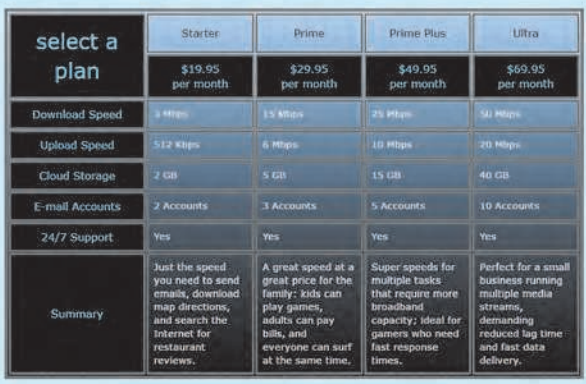 select a
plan
Starter
Prime
Prime Plus
Ultra
$19.95
per month
$29.95
per month
$49.95
per month
$69.95
per month
Download Speed
3 Mbps
15 Mbps
25 Mbps
50 Mbps
Upload Speed
512 Kbps
6 Mbps
10 Mbps
20 Mbps
Cloud Storage
2 GB
5 GB
15 GB
40 GB
E-mail Accounts
2 Accounts
3 Accounts
5 Accounts
10 Accounts
24/7 Support
Yes
Yes
Yes
Yes
Summary
Just the speed
you need to send
emails, download
map directions,
and search the
Internet for
restaurant
reviews.
A great speed at a
great price for the
family: kids can
play games,
adults can pay
bills, and
everyone can surf
at the same time.
Super speeds for
multiple tasks
that require more
broadband
capacity; ideal for
gamers who need
fast response
times.
Perfect for a small
business running
multiple media
streams,
demanding
reduced lag time
and fast data
delivery.